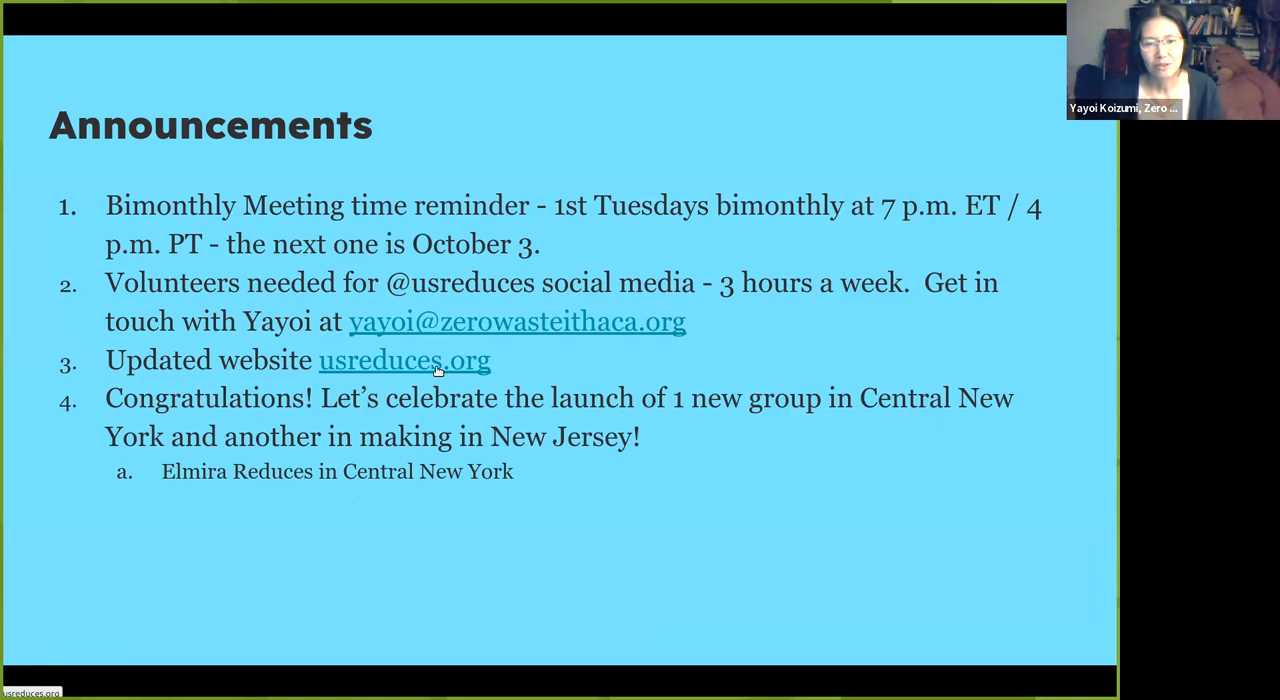 Announcements
1. Bimonthly Meeting time reminder - 1st Tuesdays bimonthly at 7 p.m. ET / 4
p.m. PT - the next one is October 3.
2. Volunteers needed for @usreduces social media - 3 hours a week.  Get in
touch with Yayoi at yayoi@zerowasteithaca.org
3. Updated website usreduces.org
4. Congratulations! Let’s celebrate the launch of 1 new group in Central New
York and another in making in New Jersey!
a. Elmira Reduces in Central New York
Yayoi Koizumi, Zero ...
usreduces.org